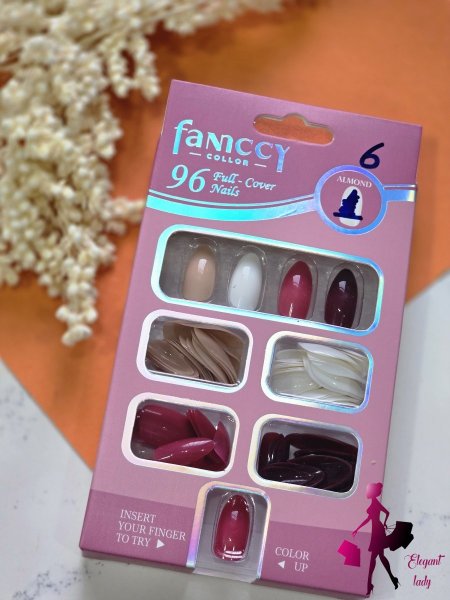 6
fanccy
COLLOR
96 Full - Cover
Nails
ALMOND
INSERT
YOUR FINGER
TO TRY ►
COLOR
◄ UP
Elegant
lady